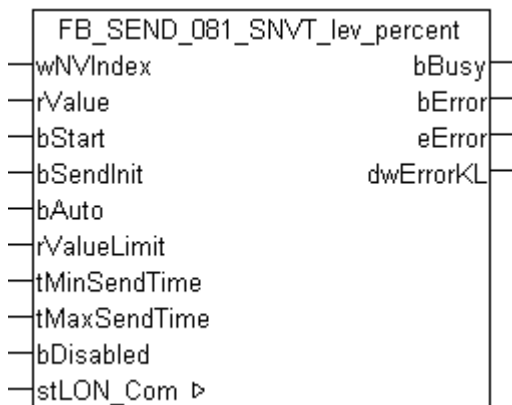 FB_SEND_081_SNVT_lev_percent
wNVIndex bBusy
rValue bError
bStart eError
bSendInit dwErrorKL
bAuto
rValueLimit
tMinSendTime
tMaxSendTime
bDisabled
stLON_Com ▷